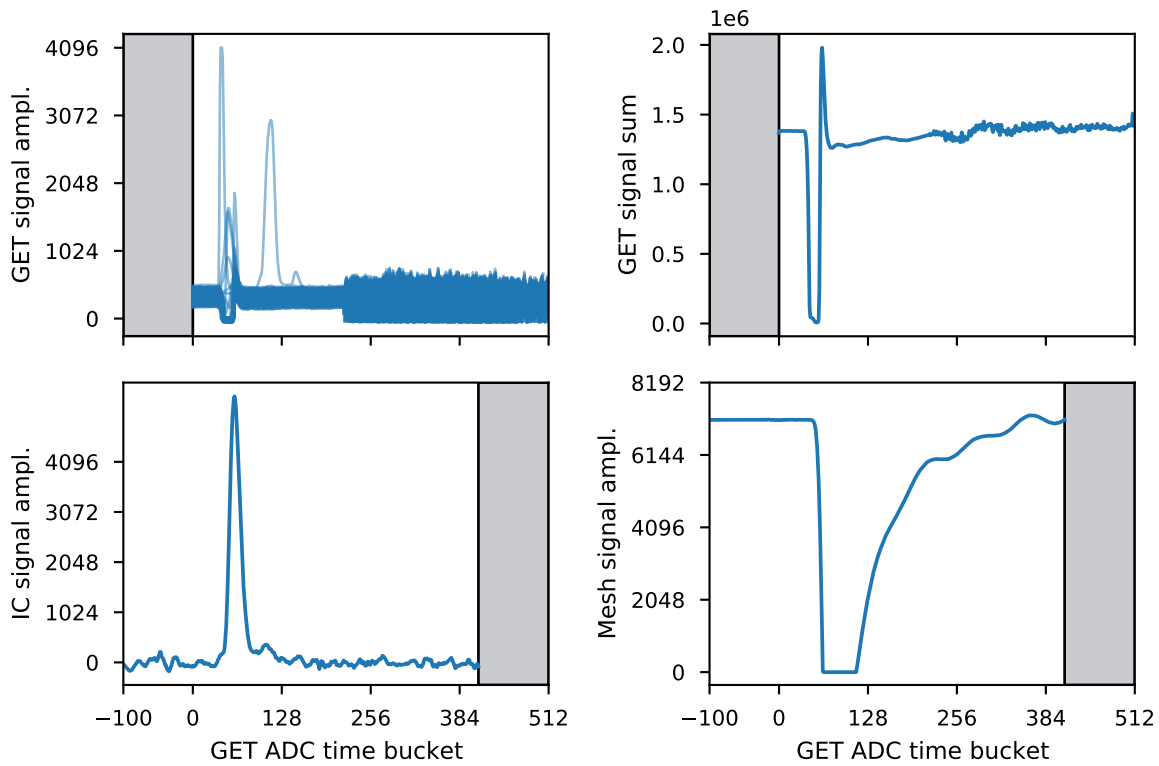 4096
3072
2048
1024
0
GET signal ampl.
1e6
2.0
1.5
1.0
0.5
0.0
GET signal sum
4096
3072
2048
1024
0
IC signal ampl.
−100 0 128 256 384 512
GET ADC time bucket
8192
6144
4096
2048
0
Mesh signal ampl.
−100 0 128 256 384 512
GET ADC time bucket